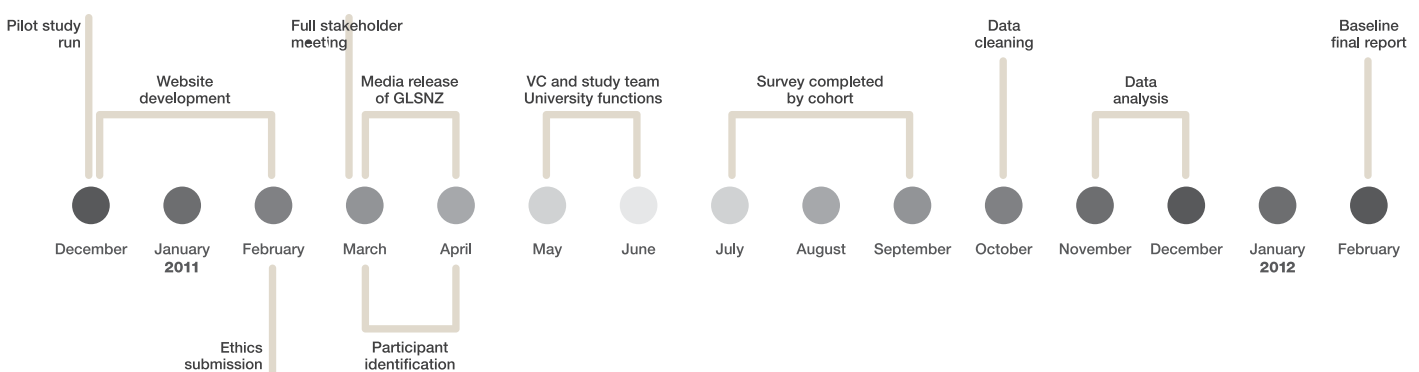 Pilot study
run
Full stakeholder
meeting
Data
cleaning
Baseline
final report
Website
development
Media release
of GLSNZ
VC and study team
University functions
Survey completed
by cohort
Data
analysis
December
January
2011
February
March
April
May
June
July
August
September
October
November
December
January
2012
February
Ethics
submission
Participant
identification